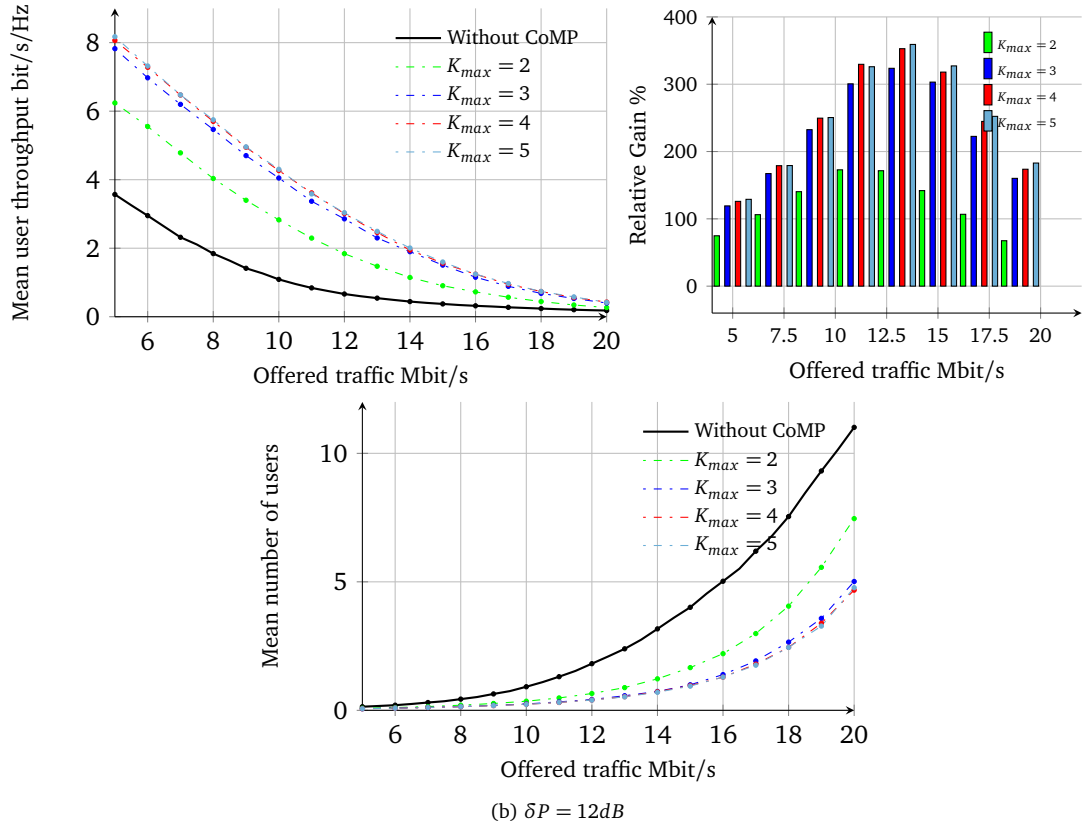 Mean user throughput bit/s/Hz
8
6
4
2
0
6 8 10 12 14 16 18 20
Offered traffic Mbit/s
Without CoMP
K_max = 2
K_max = 3
K_max = 4
K_max = 5
Relative Gain %
400
300
200
100
0
5 7.5 10 12.5 15 17.5 20
Offered traffic Mbit/s
K_max = 2
K_max = 3
K_max = 4
K_max = 5
Mean number of users
10
5
0
6 8 10 12 14 16 18 20
Offered traffic Mbit/s
Without CoMP
K_max = 2
K_max = 3
K_max = 4
K_max = 5
(b) δP = 12dB